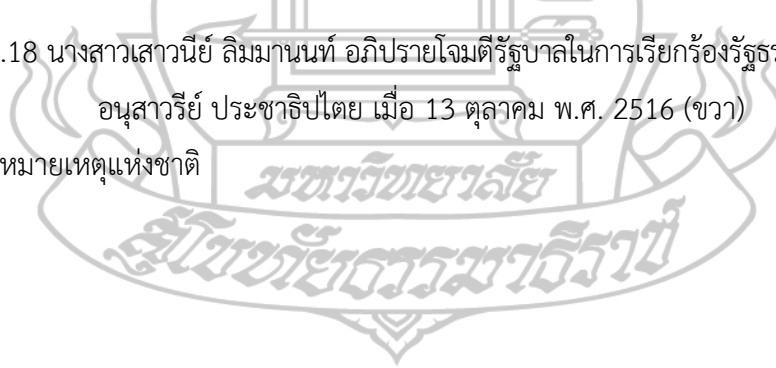 .18 นางสาวเสาวนีย์ ลิมมานนท์ อภิปรายโจมตีรัฐบาลในการเรียกร้องรัฐธร
อนุสาวรีย์ ประชาธิปไตย เมื่อ 13 ตุลาคม พ.ศ. 2516 (ขวา)
หมายเหตุแห่งชาติ
มหาวิทยาลัย
สุโขทัยธรรมาธิราช